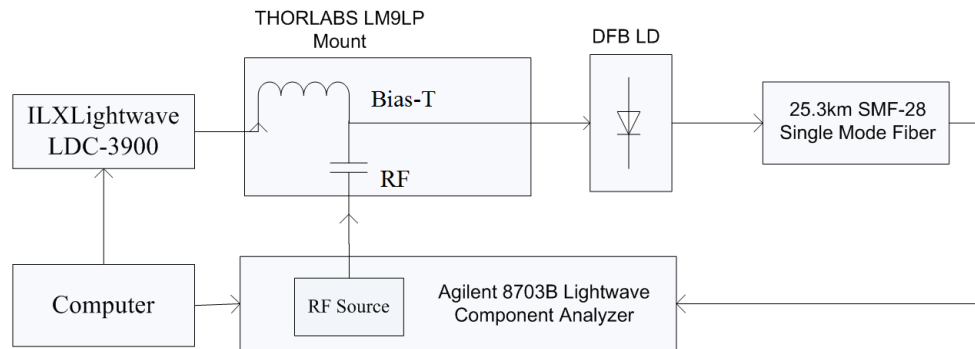 THORLABS LM9LP
Mount
DFB LD
ILXLightwave
LDC-3900
Bias-T
RF
25.3km SMF-28
Single Mode Fiber
Computer
RF Source
Agilent 8703B Lightwave
Component Analyzer